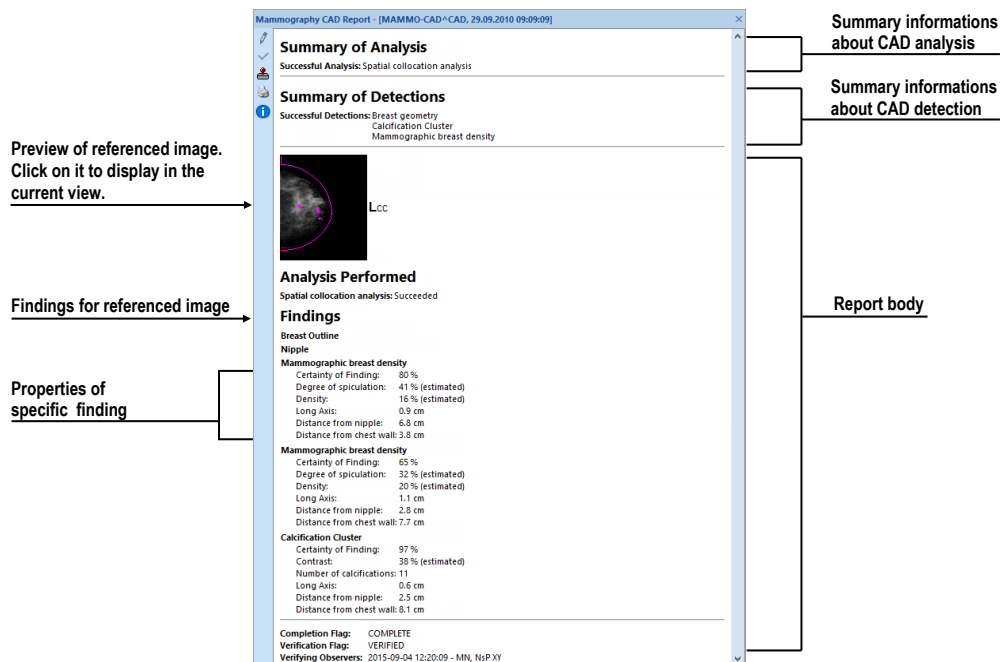 Mammography CAD Report - [MAMMO-CAD^CAD, 29.09.2010 09:09:09]
Summary of Analysis
Successful Analysis: Spatial collocation analysis
Summary of Detections
Successful Detections: Breast geometry
Calcification Cluster
Mammographic breast density
Lcc
Analysis Performed
Spatial collocation analysis: Succeeded
Findings
Breast Outline
Nipple
Mammographic breast density
Certainty of Finding: 80 %
Degree of spiculation: 41 % (estimated)
Density: 16 % (estimated)
Long Axis: 0.9 cm
Distance from nipple: 6.8 cm
Distance from chest wall: 3.8 cm
Mammographic breast density
Certainty of Finding: 65 %
Degree of spiculation: 32 % (estimated)
Density: 20 % (estimated)
Long Axis: 1.1 cm
Distance from nipple: 2.8 cm
Distance from chest wall: 7.7 cm
Calcification Cluster
Certainty of Finding: 97 %
Contrast: 38 % (estimated)
Number of calcifications: 11
Long Axis: 0.6 cm
Distance from nipple: 2.5 cm
Distance from chest wall: 8.1 cm
Completion Flag: COMPLETE
Verification Flag: VERIFIED
Verifying Observers: 2015-09-04 12:20:09 - MN, NsP XY
Preview of referenced image.
Click on it to display in the
current view.
Findings for referenced image
Properties of
specific finding
Summary informations
about CAD analysis
Summary informations
about CAD detection
Report body